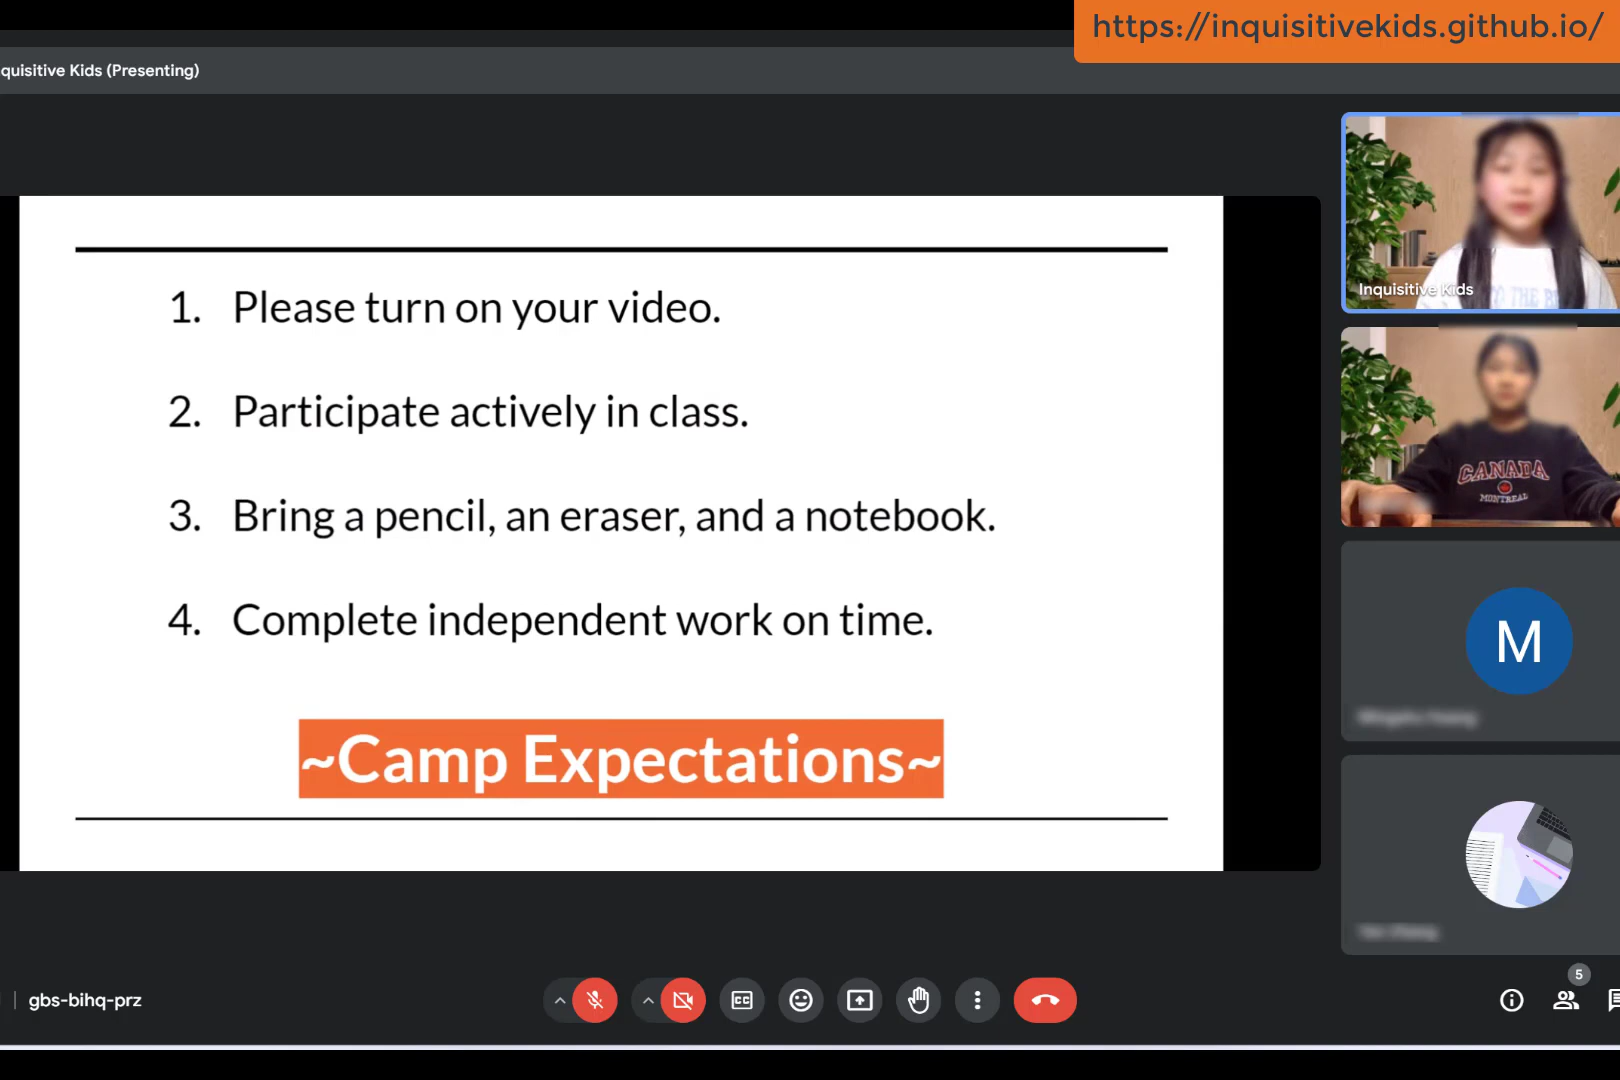 https://inquisitivekids.github.io/
quisitive Kids (Presenting)
1. Please turn on your video.
2. Participate actively in class.
3. Bring a pencil, an eraser, and a notebook.
4. Complete independent work on time.
~Camp Expectations~
Inquisitive Kids
CANADA
MONTREAL
M
gbs-bihq-prz
CC
5